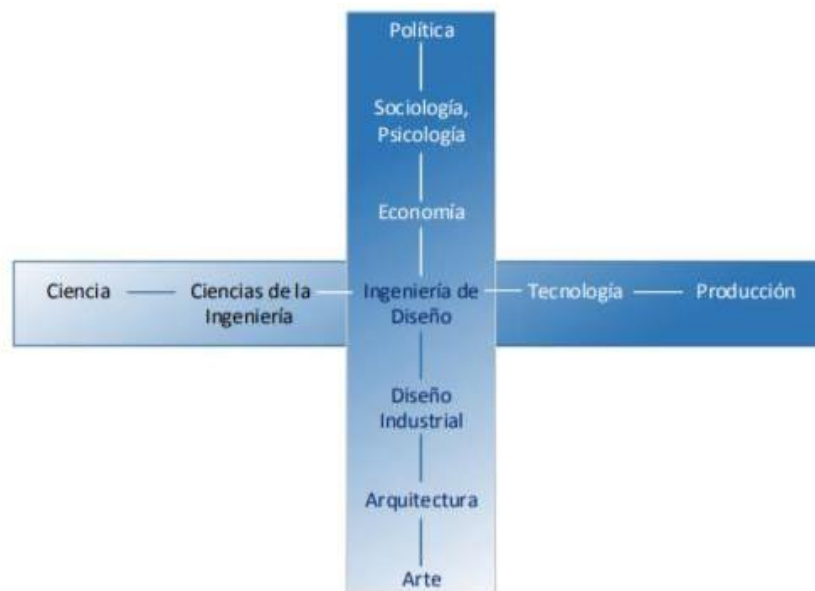 Política
Sociología,
Psicología
Economía
Ciencia
Ciencias de la
Ingeniería
Ingeniería de
Diseño
Tecnología
Producción
Diseño
Industrial
Arquitectura
Arte